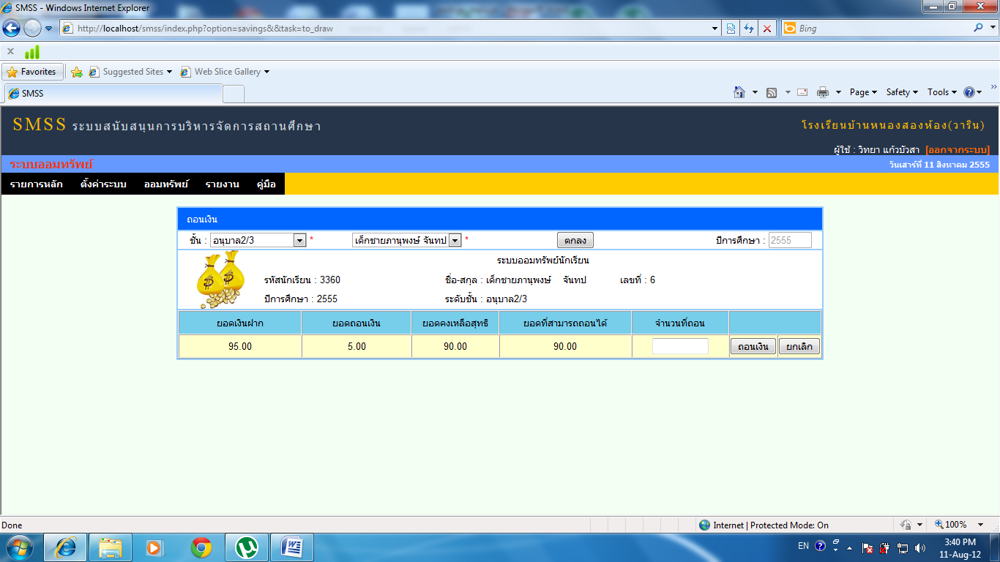 SMSS - Windows Internet Explorer
http://localhost/smss/index.php?option=savings&&task=to_draw
Bing
Favorites Suggested Sites Web Slice Gallery
SMSS
Page Safety Tools
SMSS ระบบสนับสนุนการบริหารจัดการสถานศึกษา
โรงเรียนบ้านหนองสองห้อง(วาริน)
ผู้ใช้ : วิทยา แก้วบัวสา [ออกจากระบบ]
ระบบออมทรัพย์
วันเสาร์ที่ 11 สิงหาคม 2555
รายการหลัก ตั้งค่าระบบ ออมทรัพย์ รายงาน คู่มือ
ถอนเงิน
ชั้น : อนุบาล2/3 * เด็กชายภานุพงษ์ จันทป * ตกลง ปีการศึกษา : 2555
ระบบออมทรัพย์นักเรียน
รหัสนักเรียน : 3360 ชื่อ-สกุล : เด็กชายภานุพงษ์ จันทป เลขที่ : 6
ปีการศึกษา : 2555 ระดับชั้น : อนุบาล2/3
ยอดเงินฝาก ยอดถอนเงิน ยอดคงเหลือสุทธิ ยอดที่สามารถถอนได้ จำนวนที่ถอน
95.00 5.00 90.00 90.00 ถอนเงิน ยกเลิก
Done
Internet | Protected Mode: On
100%
EN
3:40 PM
11-Aug-12